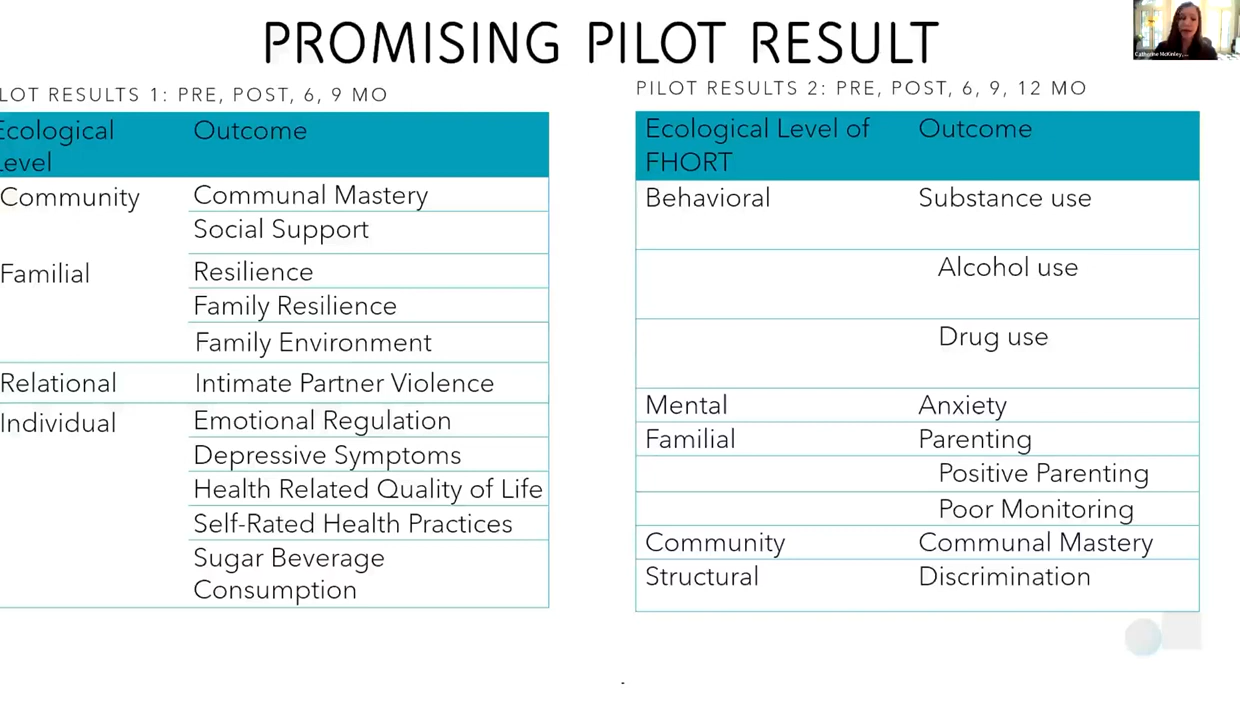 PROMISING PILOT RESULT
Catherine McKinley,...
LOT RESULTS 1: PRE, POST, 6, 9 MO
Ecological Level
Outcome
Community
Communal Mastery
Social Support
Familial
Resilience
Family Resilience
Family Environment
Relational
Intimate Partner Violence
Individual
Emotional Regulation
Depressive Symptoms
Health Related Quality of Life
Self-Rated Health Practices
Sugar Beverage
Consumption
PILOT RESULTS 2: PRE, POST, 6, 9, 12 MO
Ecological Level of
FHORT
Outcome
Behavioral
Substance use
Alcohol use
Drug use
Mental
Anxiety
Familial
Parenting
Positive Parenting
Poor Monitoring
Community
Communal Mastery
Structural
Discrimination